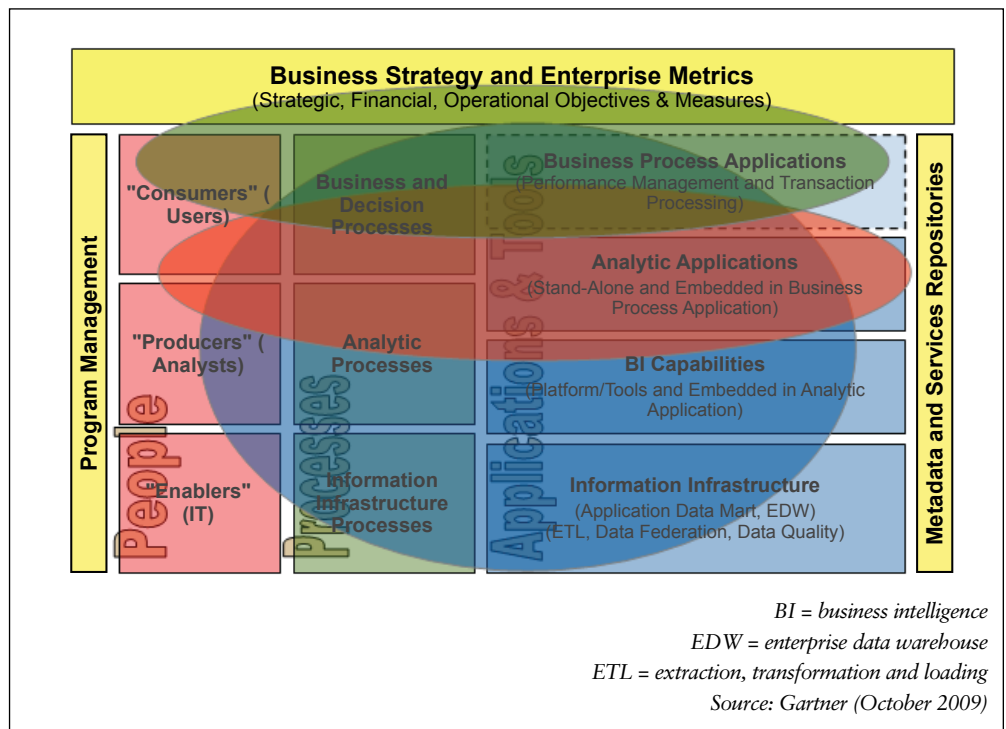 Business Strategy and Enterprise Metrics
(Strategic, Financial, Operational Objectives & Measures)
Program Management
People
"Consumers" (
Users)
"Producers" (
Analysts)
"Enablers"
(IT)
Processes
Business and
Decision
Processes
Analytic
Processes
Information
Infrastructure
Processes
Applications & Tools
Business Process Applications
(Performance Management and Transaction
Processing)
Analytic Applications
(Stand-Alone and Embedded in Business
Process Application)
BI Capabilities
(Platform/Tools and Embedded in Analytic
Application)
Information Infrastructure
(Application Data Mart, EDW)
(ETL, Data Federation, Data Quality)
Metadata and Services Repositories
BI = business intelligence
EDW = enterprise data warehouse
ETL = extraction, transformation and loading
Source: Gartner (October 2009)